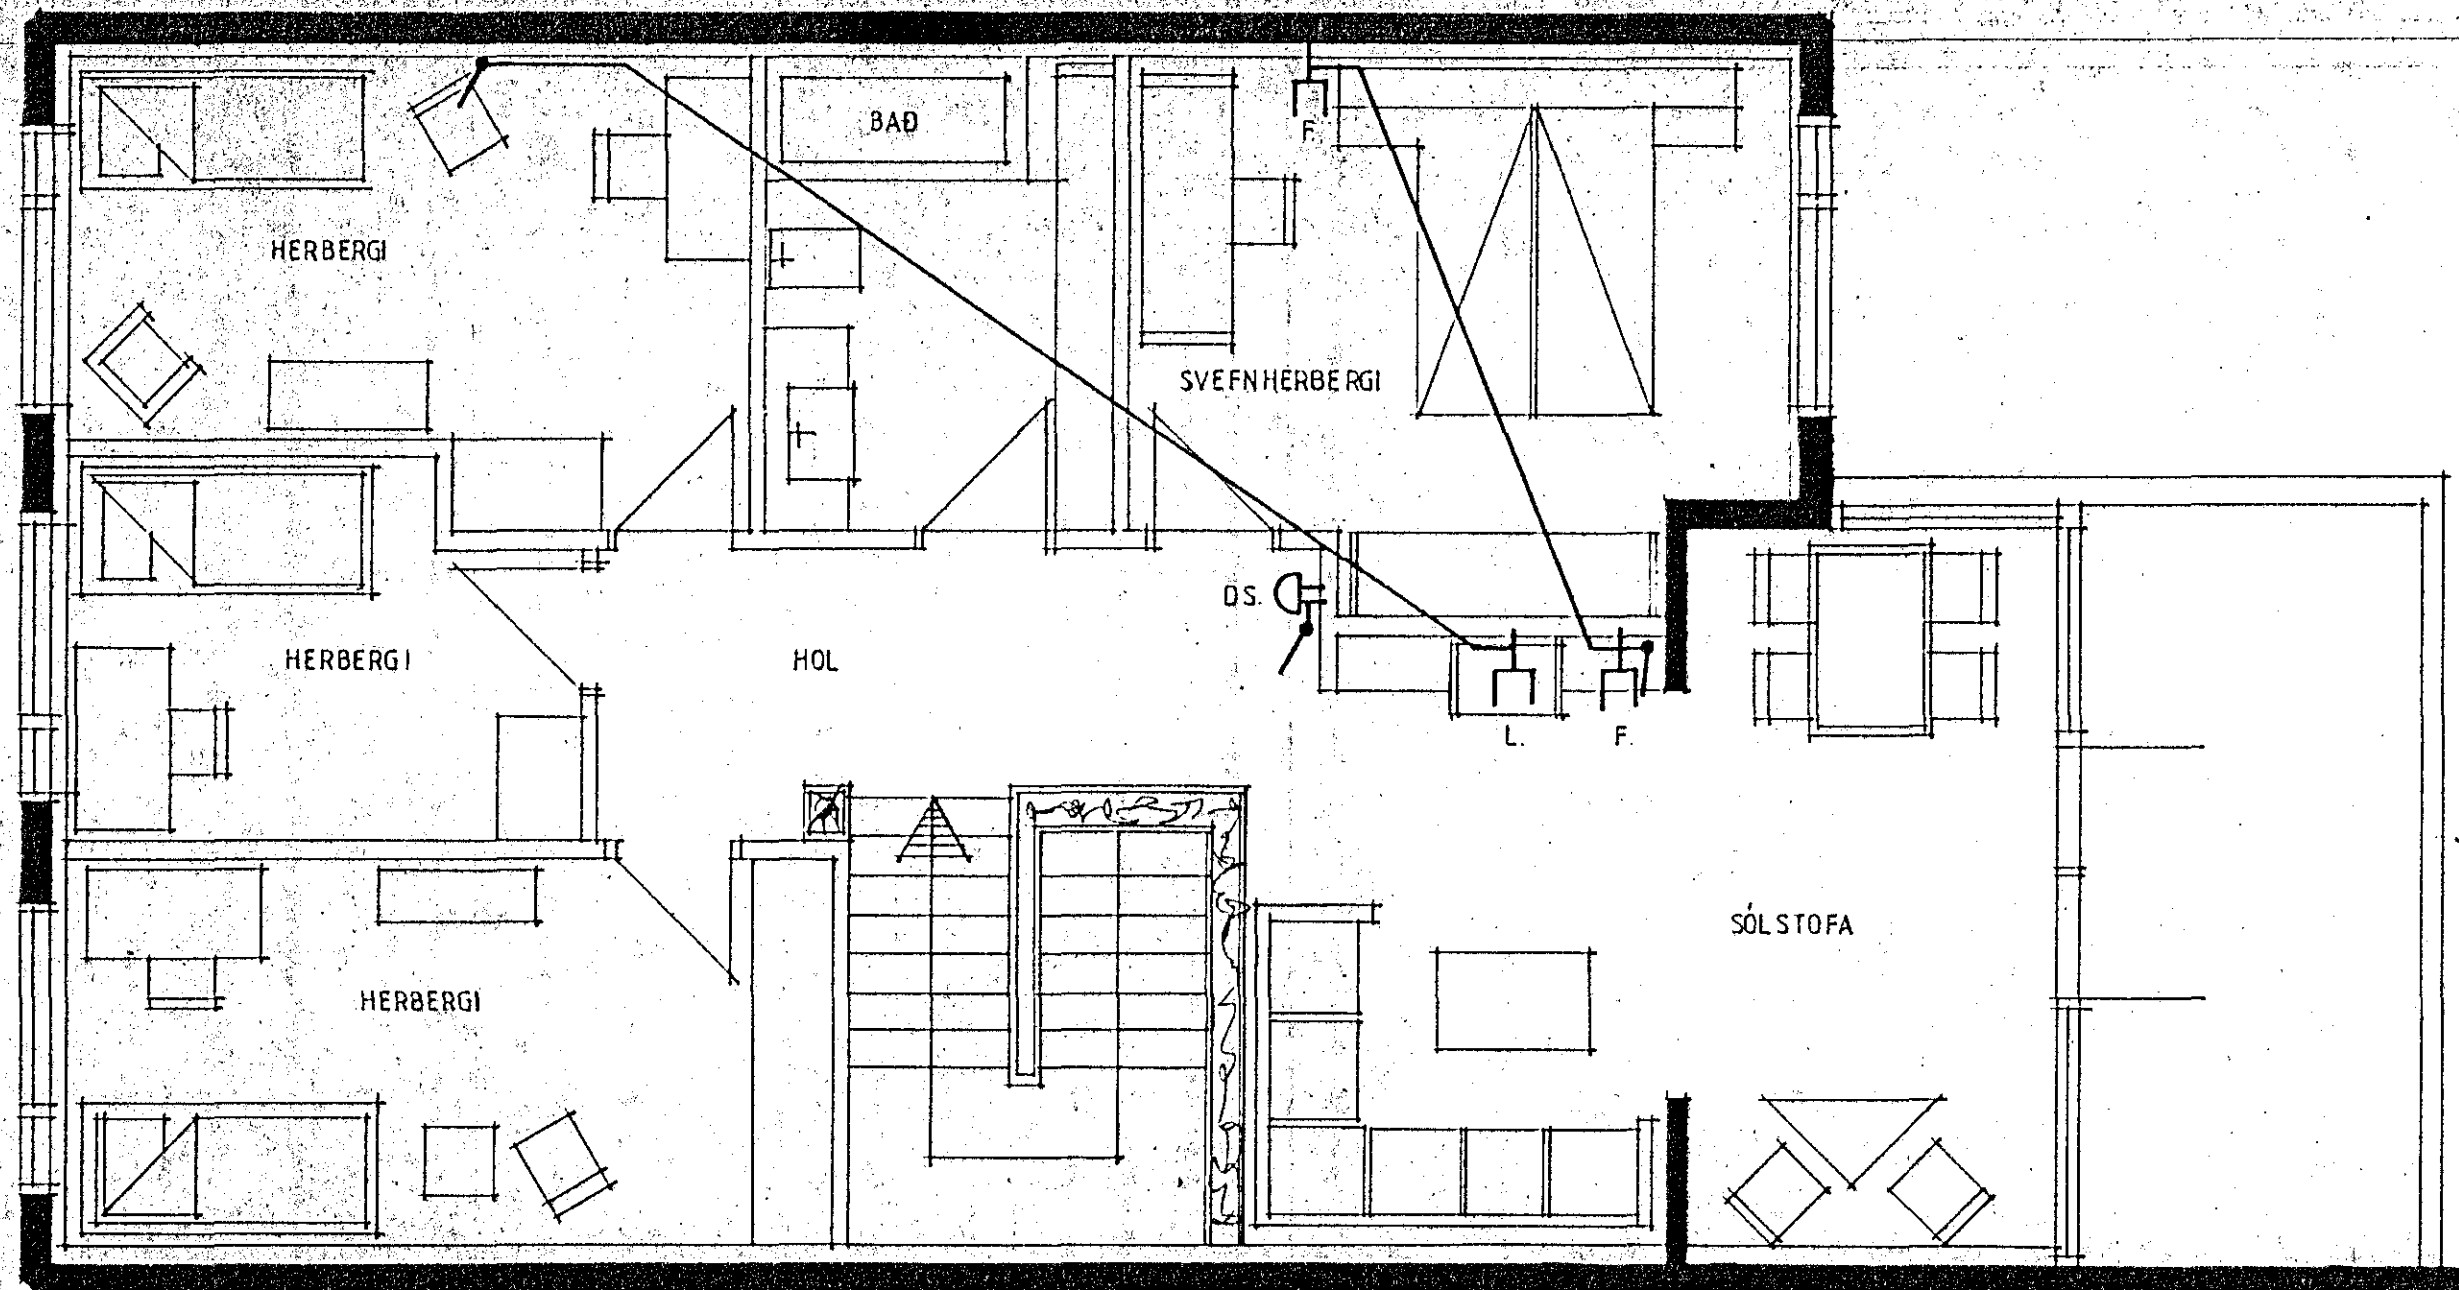 BAÐ
F.
HERBERGI
SVEFNHERBERGI
DS.
HERBERGI
HOL
L.
F.
SÓLSTOFA
HERBERGI